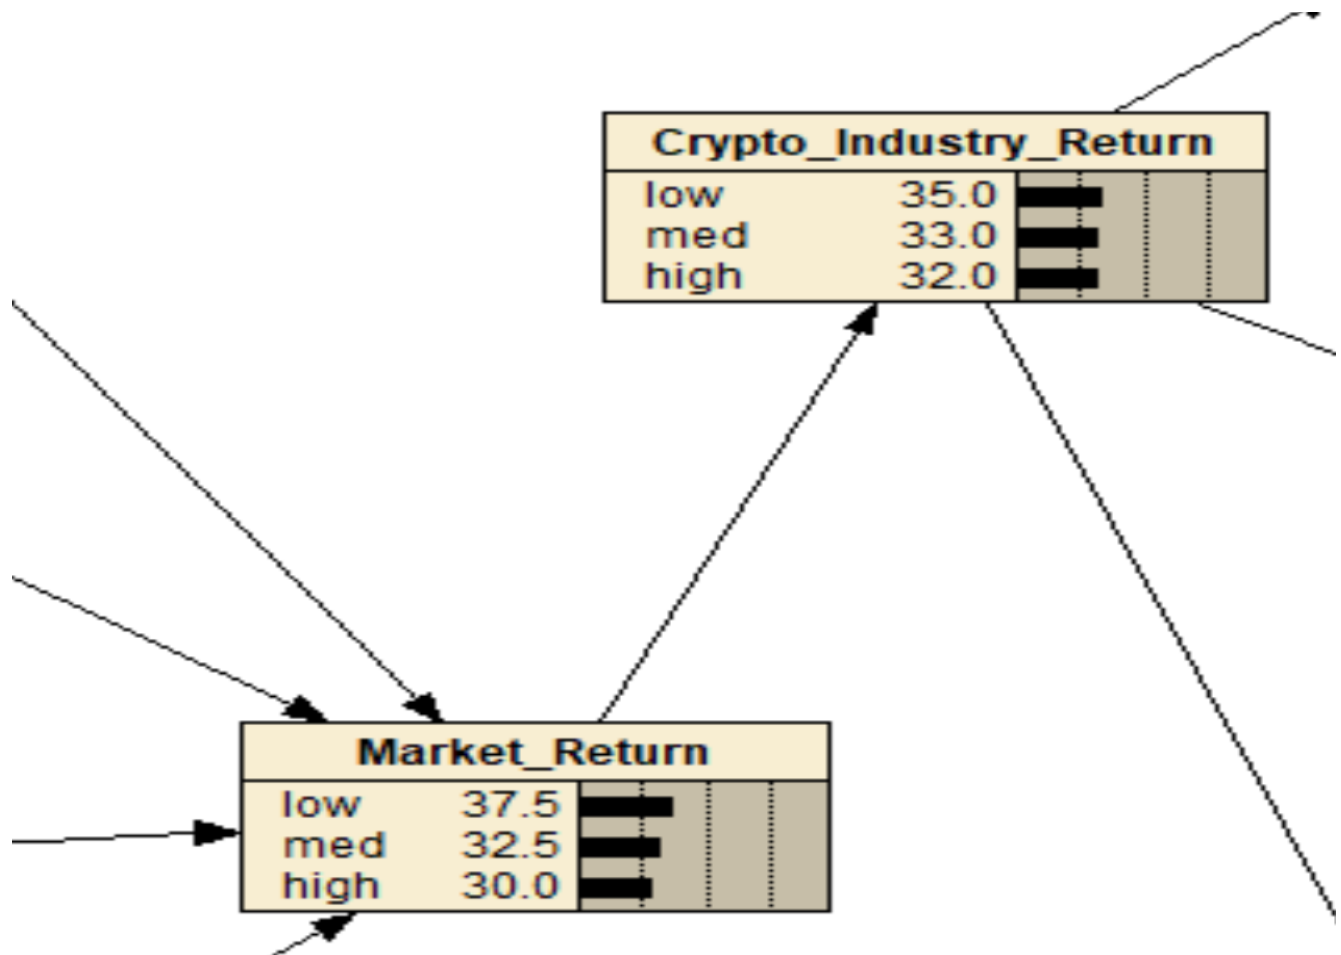 Crypto_Industry_Return
low 35.0
med 33.0
high 32.0
Market_Return
low 37.5
med 32.5
high 30.0